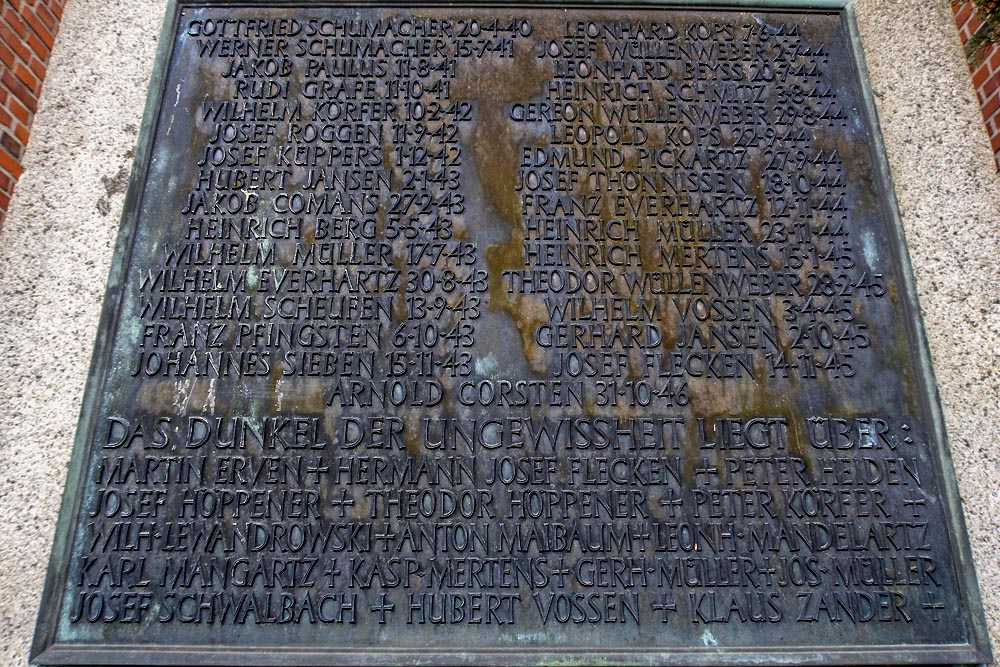 GOTTFRIED SCHUMACHER 20·4·40
WERNER SCHUMACHER 15·7·41
JAKOB PAULUS 11·8·41
RUDI GRAFE 11·10·41
WILHELM KÖRFER 10·2·42
JOSEF ROGGEN 11·9·42
JOSEF KÜPPERS 1·12·42
HUBERT JANSEN 2·1·43
JAKOB COMANS 27·2·43
HEINRICH BERG 5·5·43
WILHELM MÜLLER 17·7·43
WILHELM EVERHARTZ 30·8·43
WILHELM SCHEUFEN 13·9·43
FRANZ PFINGSTEN 6·10·43
JOHANNES SIEBEN 15·11·43
LEONHARD KOPS 7·6·44
JOSEF WÜLLENWEBER 2·7·44
LEONHARD BEYSS 20·7·44
HEINRICH SCHMITZ 5·8·44
GEREON WÜLLENWEBER 29·8·44
LEOPOLD KOPS 22·9·44
EDMUND PICKARTZ 27·9·44
JOSEF THÖNNISSEN 18·10·44
FRANZ EVERHARTZ 12·11·44
HEINRICH MÜLLER 23·11·44
HEINRICH MERTENS 15·1·45
THEODOR WÜLLENWEBER 28·2·45
WILHELM VOSSEN 3·4·45
GERHARD JANSEN 2·10·45
JOSEF FLECKEN 14·11·45
ARNOLD CORSTEN 31·10·46
DAS DUNKEL DER UNGEWISSHEIT LIEGT ÜBER:
MARTIN ERVEN + HERMANN JOSEF FLECKEN + PETER HEIDEN
JOSEF HÖPPENER + THEODOR HÖPPENER + PETER KÖRFER +
WILH· LEWANDROWSKI + ANTON MAIBAUM + LEONH· MANDELARTZ
KARL MANGARTZ + KASP· MERTENS + GERH· MÜLLER + JOS· MÜLLER
JOSEF SCHWALBACH + HUBERT VOSSEN + KLAUS ZANDER +